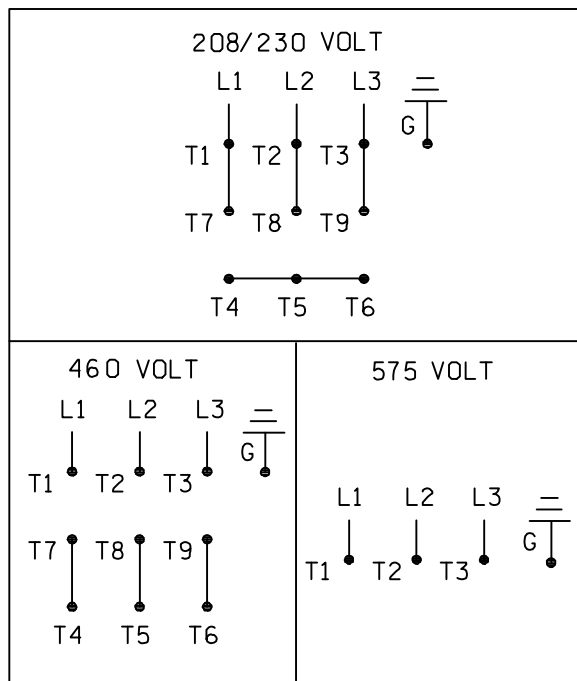 208/230 VOLT
L1 L2 L3
G
T1 T2 T3
T7 T8 T9
T4 T5 T6
460 VOLT
L1 L2 L3
G
T1 T2 T3
T7 T8 T9
T4 T5 T6
575 VOLT
L1 L2 L3
G
T1 T2 T3